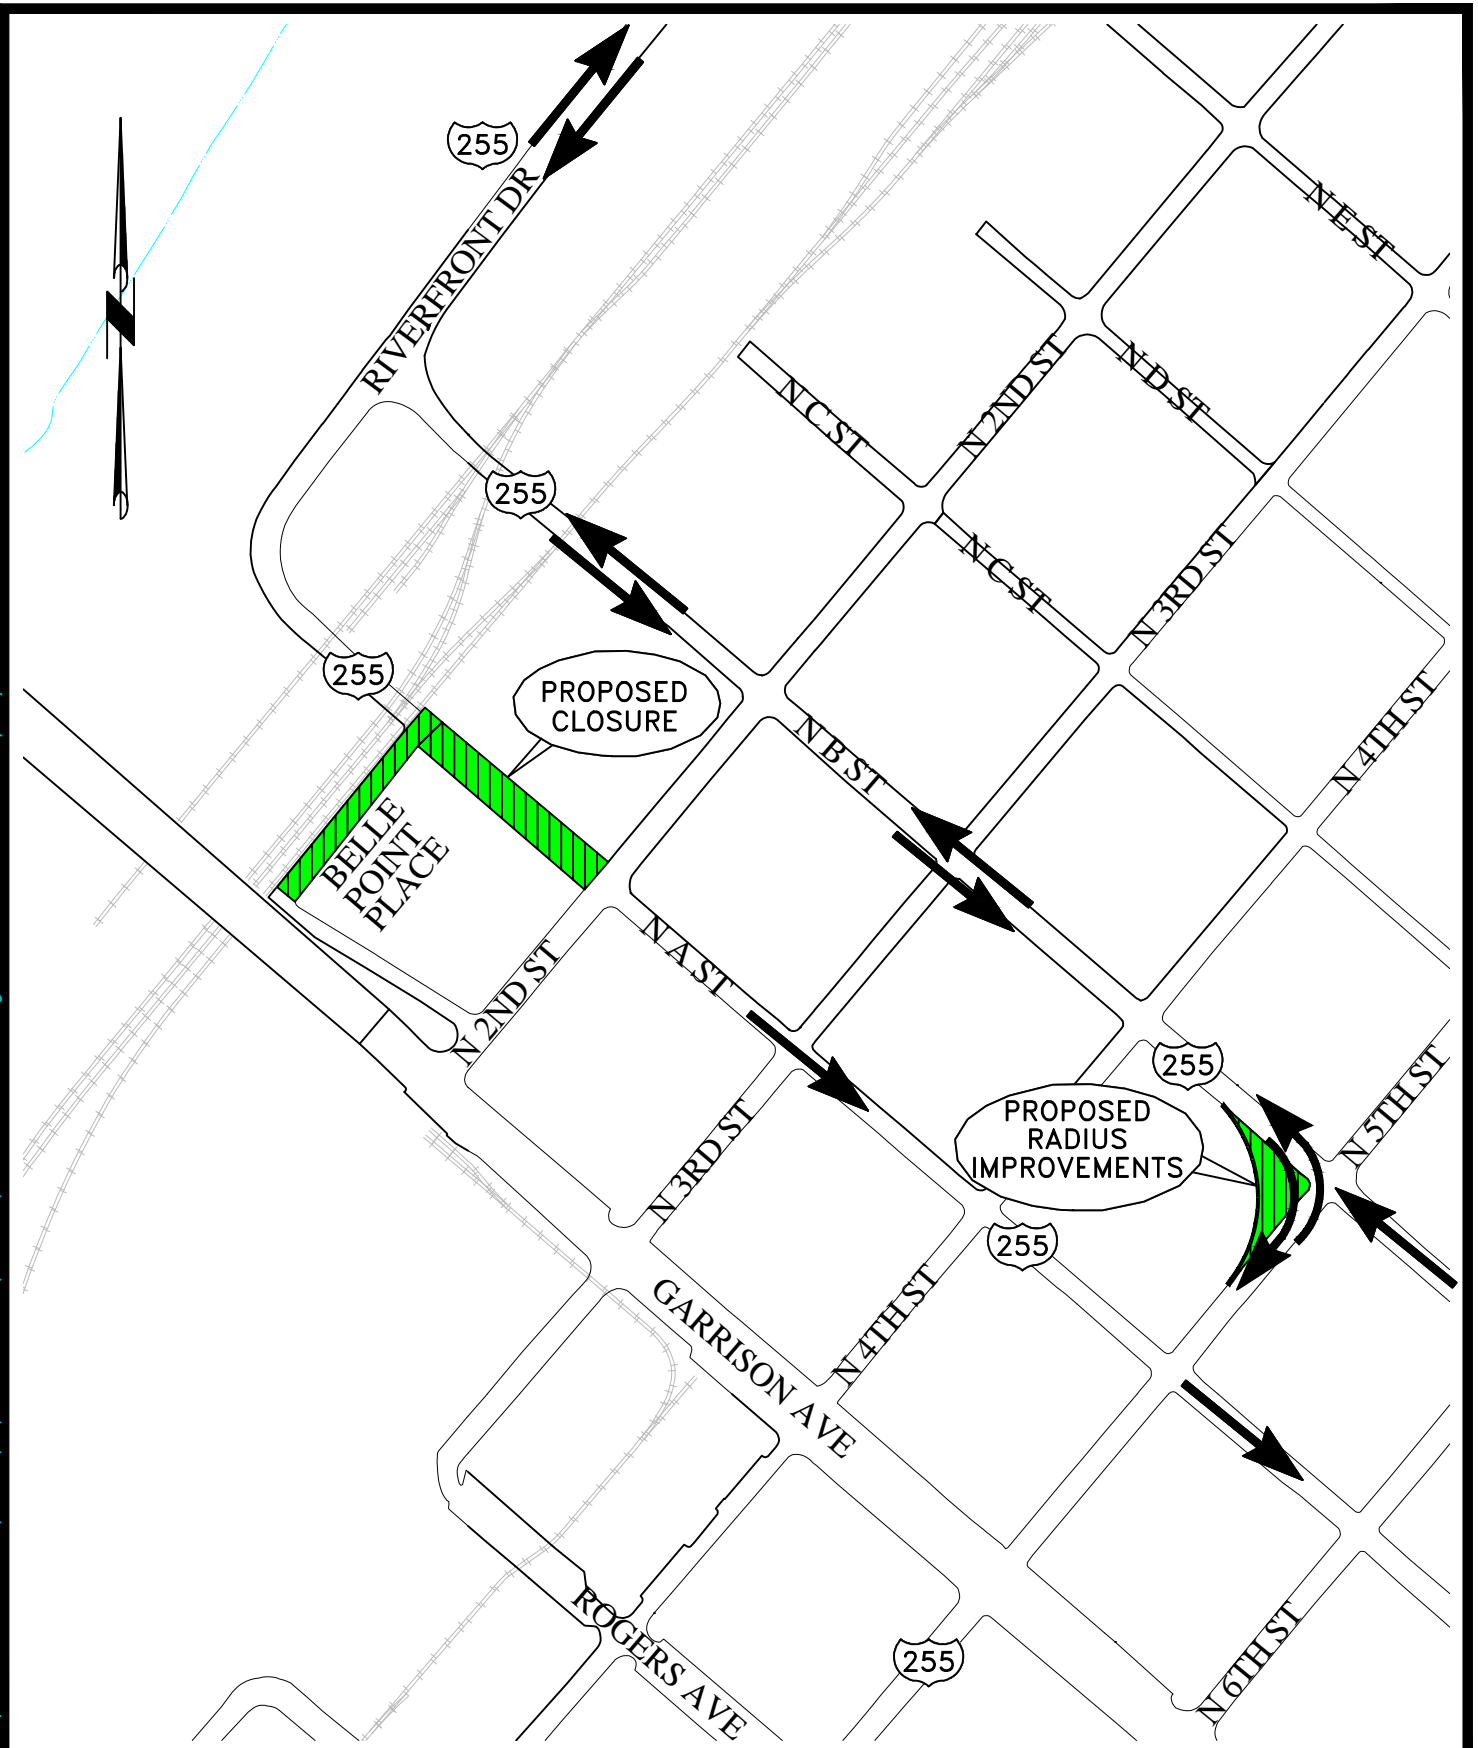 255
RIVERFRONT DR
N E ST
N D ST
N 2ND ST
N C ST
255
N C ST
N 3RD ST
255
PROPOSED
CLOSURE
N 4TH ST
N B ST
BELLE
POINT
PLACE
N A ST
N 2ND ST
255
N 5TH ST
PROPOSED
RADIUS
IMPROVEMENTS
N 3RD ST
255
N 4TH ST
GARRISON AVE
ROGERS AVE
255
N 6TH ST
N